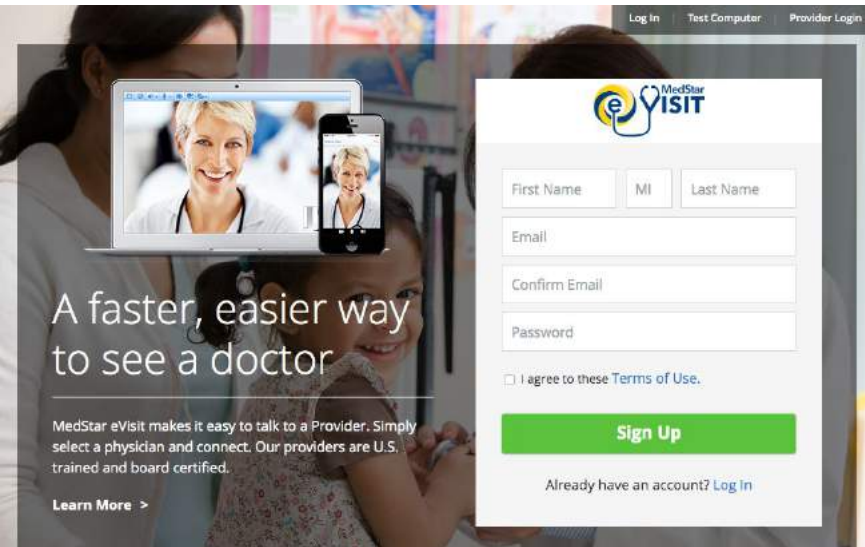 Log In Test Computer Provider Login
MedStar
e VISIT
First Name MI Last Name
Email
Confirm Email
Password
I agree to these Terms of Use.
Sign Up
Already have an account? Log In
A faster, easier way
to see a doctor
MedStar eVisit makes it easy to talk to a Provider. Simply
select a physician and connect. Our providers are U.S.
trained and board certified.
Learn More >